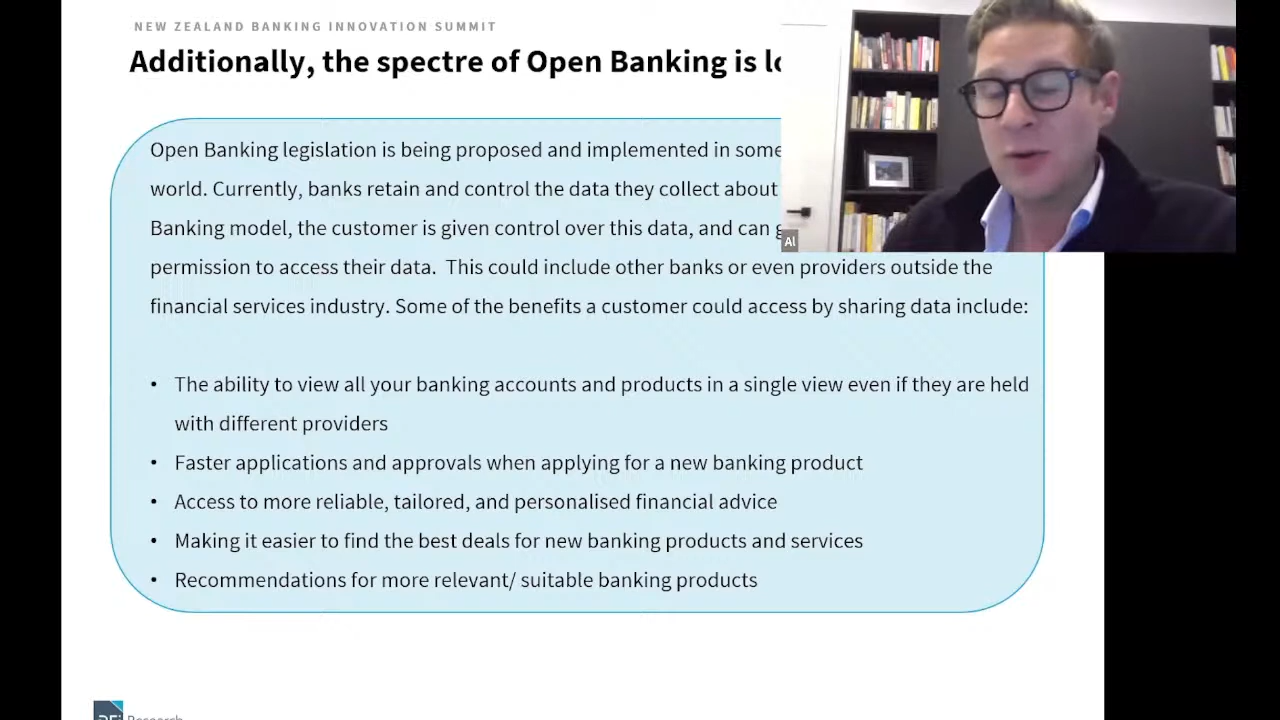 NEW ZEALAND BANKING INNOVATION SUMMIT
Additionally, the spectre of Open Banking is
Open Banking legislation is being proposed and implemented in some
world. Currently, banks retain and control the data they collect about
Banking model, the customer is given control over this data, and can
permission to access their data. This could include other banks or even providers outside the
financial services industry. Some of the benefits a customer could access by sharing data include:
• The ability to view all your banking accounts and products in a single view even if they are held
with different providers
• Faster applications and approvals when applying for a new banking product
• Access to more reliable, tailored, and personalised financial advice
• Making it easier to find the best deals for new banking products and services
• Recommendations for more relevant/ suitable banking products
Al
Research